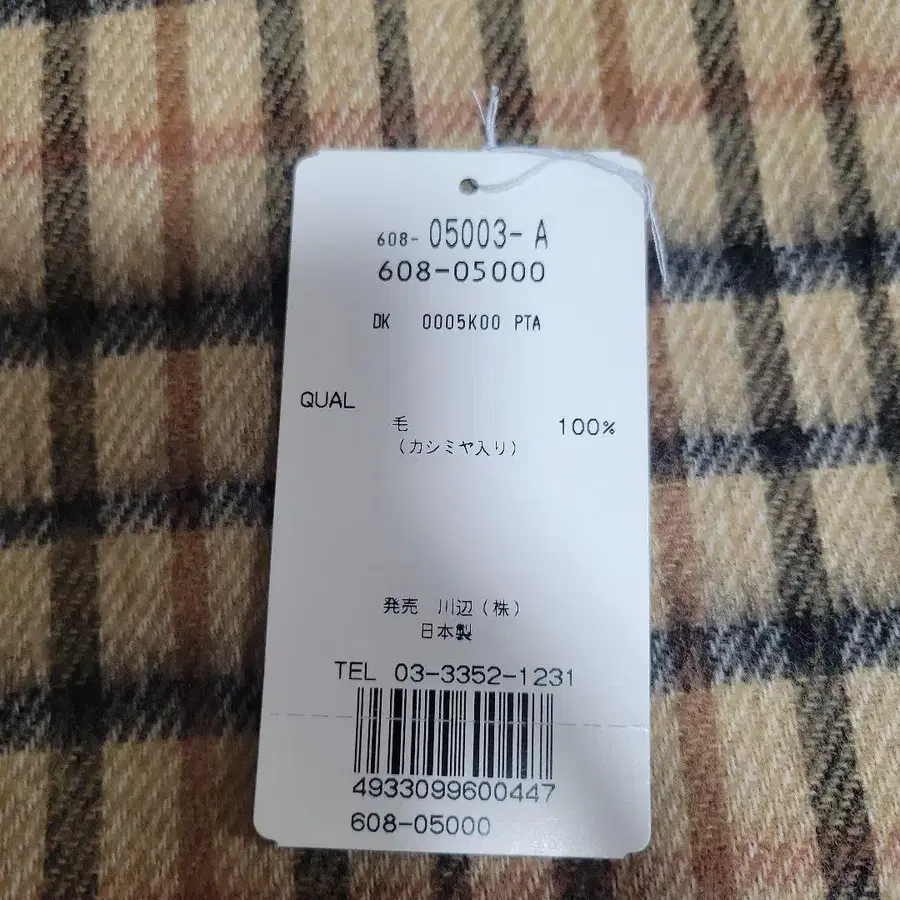 608- 05003- A
608-05000
DK 0005K00 PTA
QUAL
毛 100%
(カシミヤ入り)
発売 川辺(株)
日本製
TEL 03-3352-1231
4933099600447
608-05000